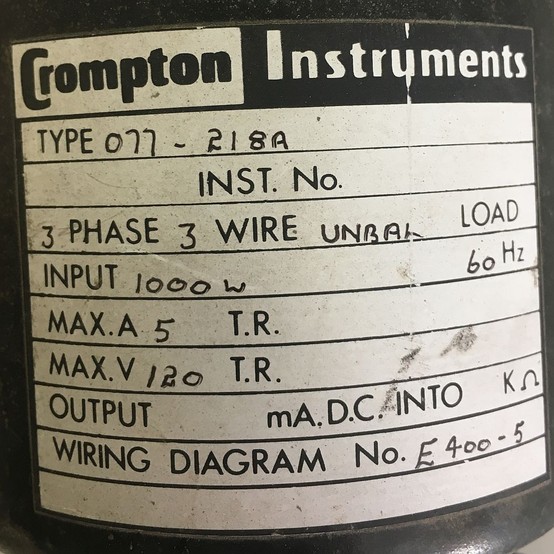 Crompton Instruments
TYPE 077 - 218A
INST. No.
3 PHASE 3 WIRE UNBAL LOAD
INPUT 1000 W 60 Hz
MAX. A 5 T.R.
MAX. V 120 T.R.
OUTPUT mA. D.C. INTO KΩ
WIRING DIAGRAM No. E400-5